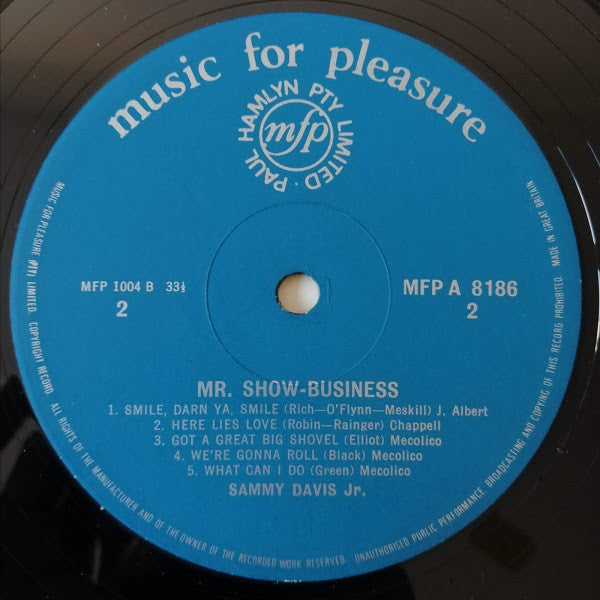 music for pleasure
PAUL HAMLYN PTY LIMITED ·
mfp
MFP 1004 B 33⅓
2
MFP A 8186
2
MR. SHOW-BUSINESS
1. SMILE, DARN YA, SMILE (Rich—O'Flynn—Meskill) J. Albert
2. HERE LIES LOVE (Robin—Rainger) Chappell
3. GOT A GREAT BIG SHOVEL (Elliot) Mecolico
4. WE'RE GONNA ROLL (Black) Mecolico
5. WHAT CAN I DO (Green) Mecolico
SAMMY DAVIS Jr.
MUSIC FOR PLEASURE (IT) LIMITED. COPYRIGHT RECORD. ALL RIGHTS OF THE MANUFACTURER AND OF THE OWNER OF THE RECORDED WORK RESERVED. UNAUTHORISED PUBLIC PERFORMANCE BROADCASTING AND COPYING OF THIS RECORD PROHIBITED. MADE IN GREAT BRITAIN